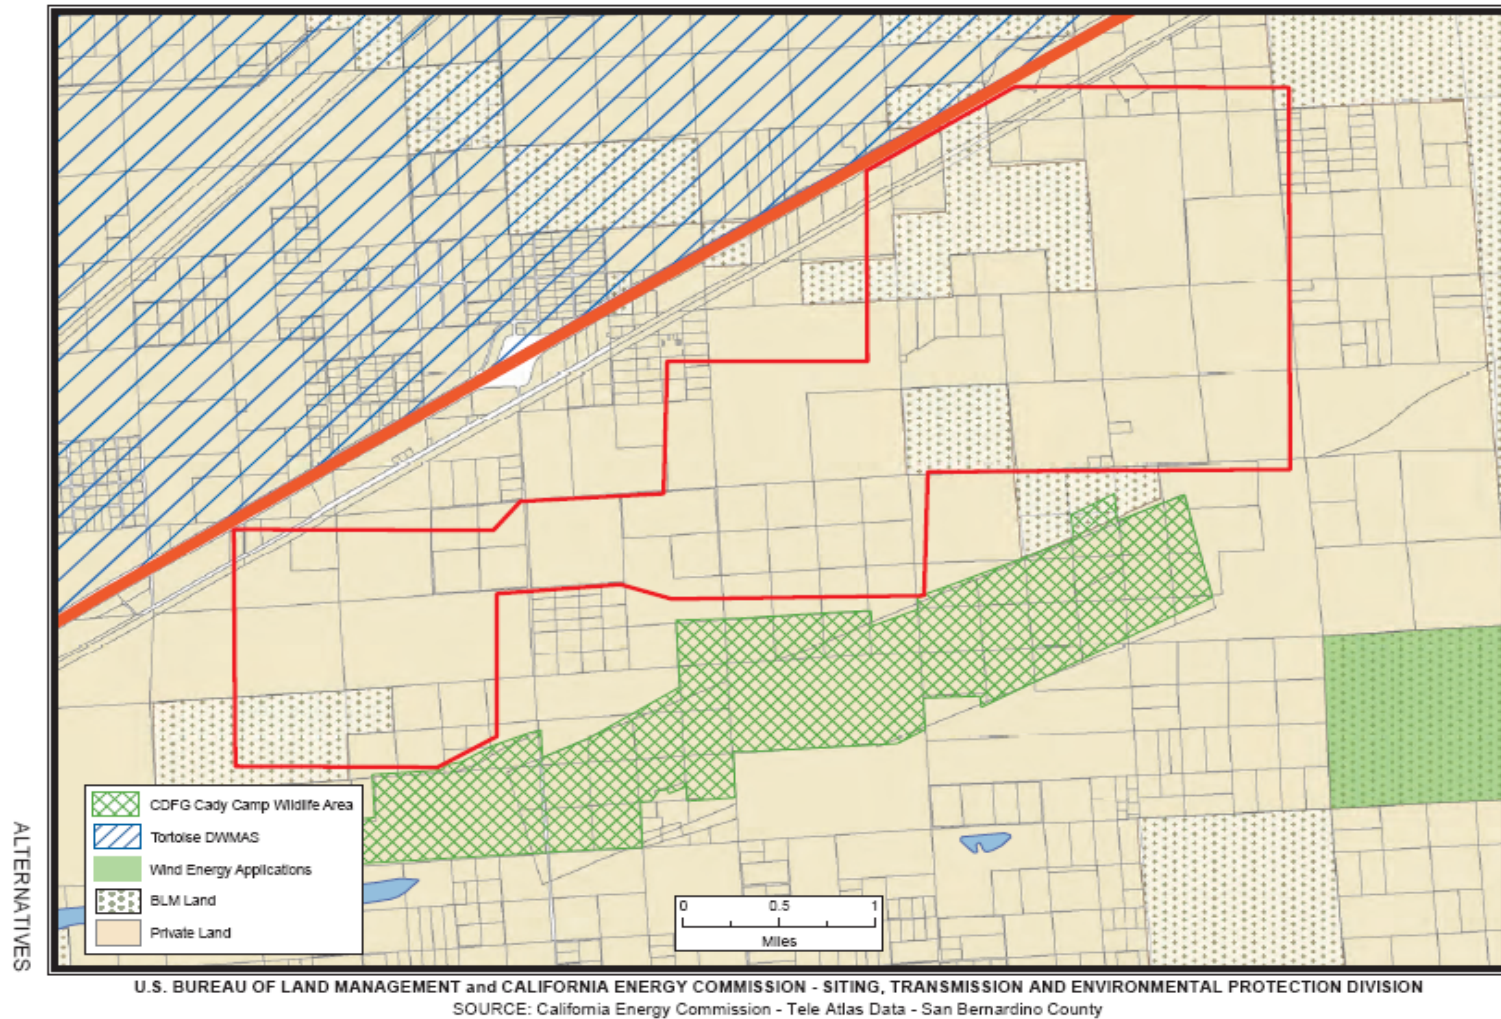 ALTERNATIVES
CDFG Cady Camp Wildlife Area
Tortoise DWMAS
Wind Energy Applications
BLM Land
Private Land
0 0.5 1
Miles
U.S. BUREAU OF LAND MANAGEMENT and CALIFORNIA ENERGY COMMISSION - SITING, TRANSMISSION AND ENVIRONMENTAL PROTECTION DIVISION
SOURCE: California Energy Commission - Tele Atlas Data - San Bernardino County